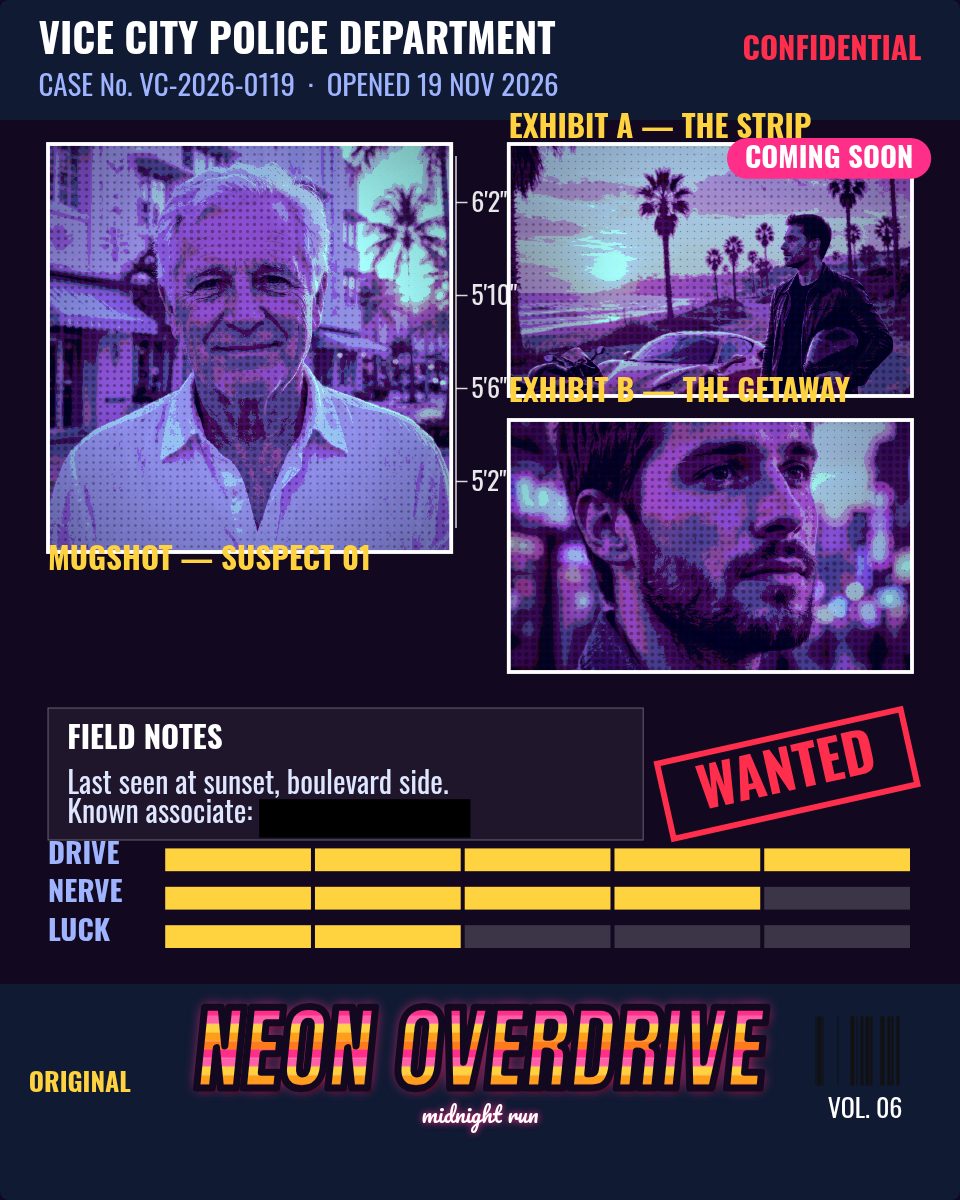 VICE CITY POLICE DEPARTMENT
CASE No. VC-2026-0119 · OPENED 19 NOV 2026
CONFIDENTIAL
EXHIBIT A — THE STRIP
COMING SOON
6'2"
5'10"
5'6"
5'2"
EXHIBIT B — THE GETAWAY
MUGSHOT — SUSPECT 01
FIELD NOTES
Last seen at sunset, boulevard side.
Known associate:
WANTED
DRIVE
NERVE
LUCK
NEON OVERDRIVE
midnight run
ORIGINAL
VOL. 06